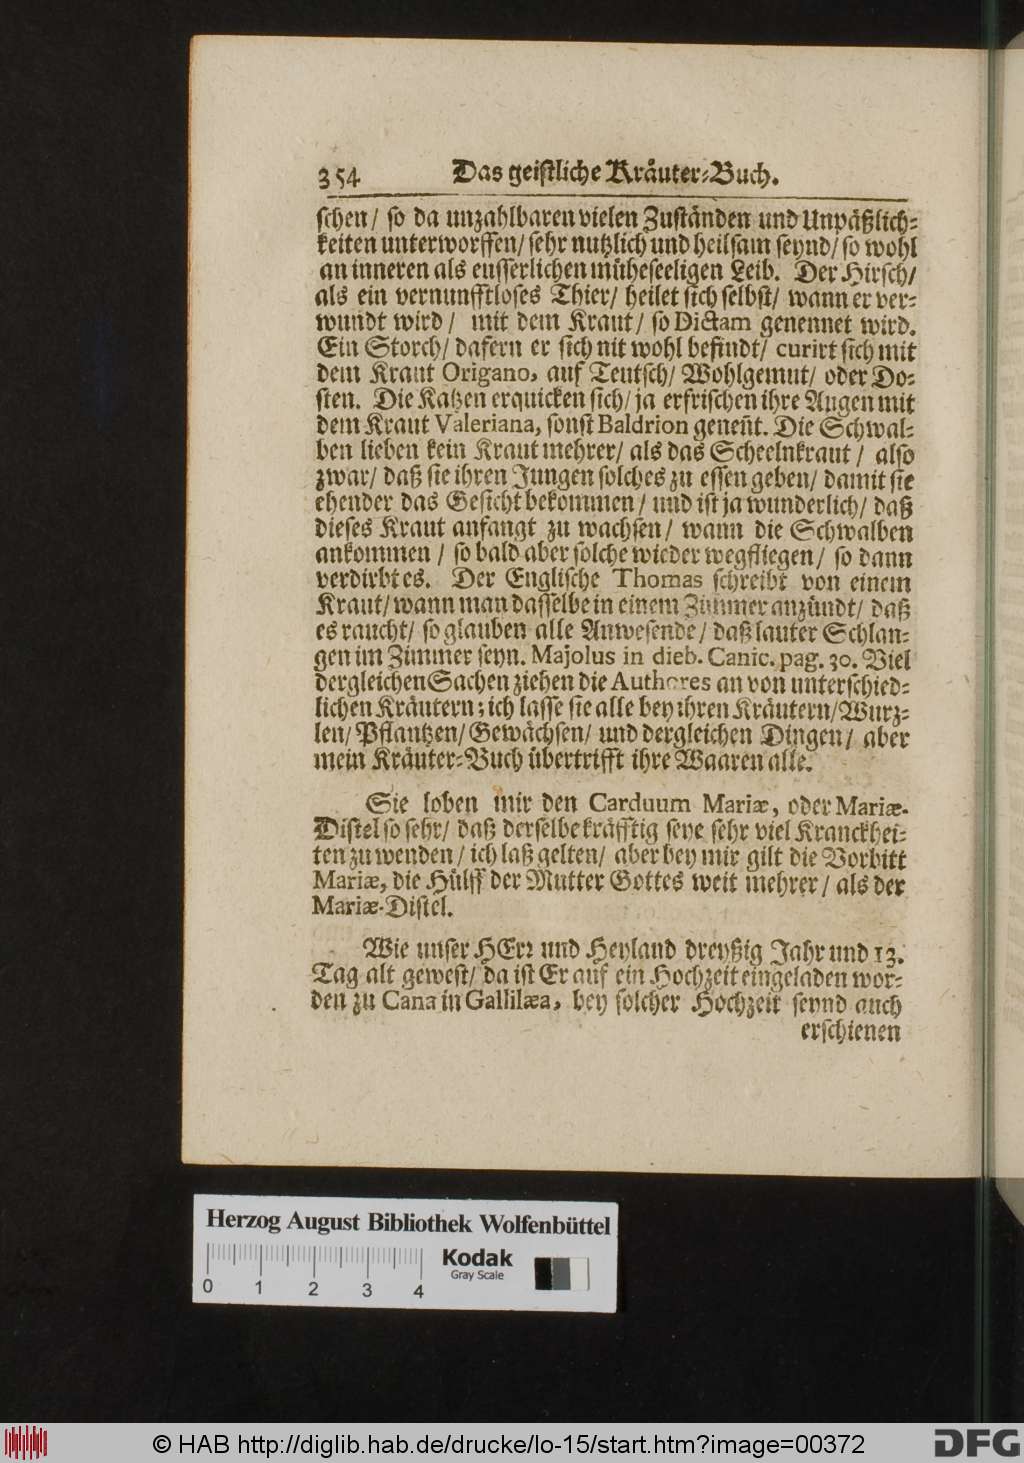 354 Das geistliche Kräuter-Buch.
schen/ so da unzahlbaren vielen Zuständen und Unpäßlich-
keiten unterworffen/ sehr nutzlich und heilsam seynd/ so wohl
an inneren als eusserlichen müheseeligen Leib. Der Hirsch/
als ein vernunfftloses Thier/ heilet sich selbst/ wann er ver-
wundt wird/ mit dem Kraut/ so Dictam genennet wird.
Ein Storch/ dafern er sich nit wohl befindt/ curirt sich mit
dem Kraut Origano, auf Teutsch/ Wohlgemut/ oder Do-
sten. Die Katzen erquicken sich/ ja erfrischen ihre Augen mit
dem Kraut Valeriana, sonst Baldrion geneñt. Die Schwal-
ben lieben kein Kraut mehrer/ als das Scheelnkraut/ also
zwar/ daß sie ihren Jungen solches zu essen geben/ damit sie
ehender das Gesicht bekommen/ und ist ja wunderlich/ daß
dieses Kraut anfangt zu wachsen/ wann die Schwalben
ankommen/ so bald aber solche wieder wegfliegen/ so dann
verdirbt es. Der Englische Thomas schreibt von einem
Kraut/ wann man dasselbe in einem Zimmer anzündt/ daß
es raucht/ so glauben alle Anwesende/ daß lauter Schlan-
gen im Zimmer seyn. Majolus in dieb. Canic. pag. 30. Viel
dergleichen Sachen ziehen die Authores an von unterschied-
lichen Kräutern; ich lasse sie alle bey ihren Kräutern/ Wurz-
len/ Pflantzen/ Gewächsen/ und dergleichen Dingen/ aber
mein Kräuter-Buch übertrifft ihre Waaren alle.
Sie loben mir den Carduum Mariæ, oder Mariæ-
Distel so sehr/ daß derselbe kräfftig seye sehr viel Kranckhei-
ten zu wenden/ ich laß gelten/ aber bey mir gilt die Vorbitt
Mariæ, die Hülff der Mutter Gottes weit mehrer/ als der
Mariæ-Distel.
Wie unser HErr und Heyland dreyßig Jahr und 13.
Tag alt gewest/ da ist Er auf ein Hochzeit eingeladen wor-
den zu Cana in Gallilæa, bey solcher Hochzeit seynd auch
erschienen
Herzog August Bibliothek Wolfenbüttel
Kodak
Gray Scale
0 1 2 3 4
© HAB http://diglib.hab.de/drucke/lo-15/start.htm?image=00372
DFG